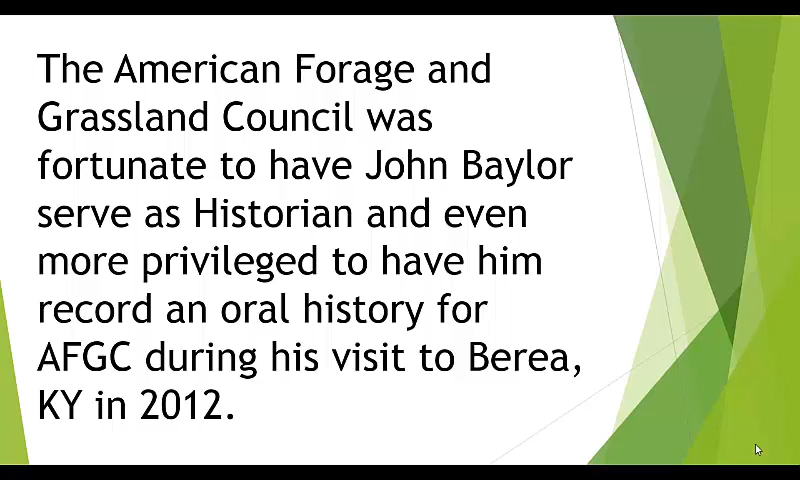 The American Forage and
Grassland Council was
fortunate to have John Baylor
serve as Historian and even
more privileged to have him
record an oral history for
AFGC during his visit to Berea,
KY in 2012.